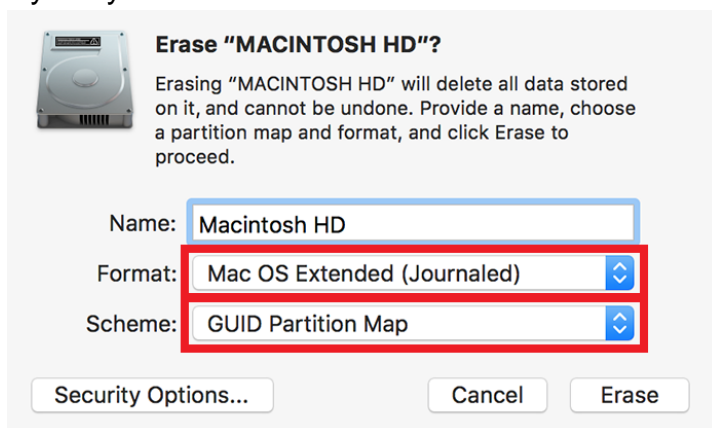 Erase “MACINTOSH HD”?
Erasing “MACINTOSH HD” will delete all data stored
on it, and cannot be undone. Provide a name, choose
a partition map and format, and click Erase to
proceed.
Name: Macintosh HD
Format: Mac OS Extended (Journaled)
Scheme: GUID Partition Map
Security Options... Cancel Erase